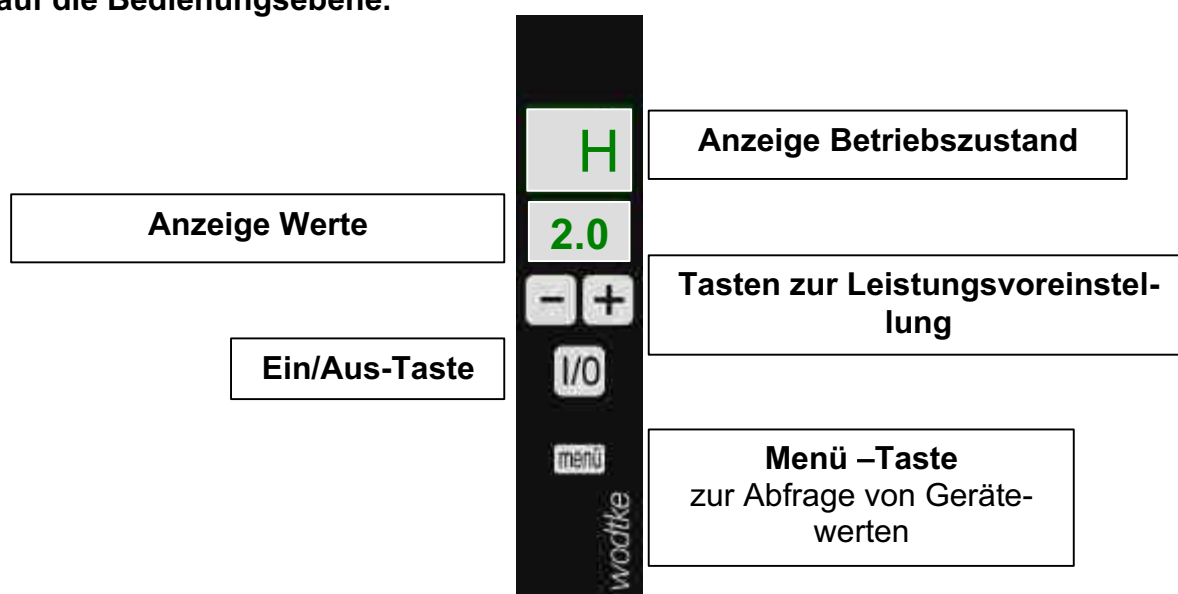 auf die Bedienungsebene.
H
Anzeige Betriebszustand
Anzeige Werte
2.0
Tasten zur Leistungsvoreinstel-
lung
- +
Ein/Aus-Taste
I/0
menü
Menü –Taste
zur Abfrage von Geräte-
werten
wodtke